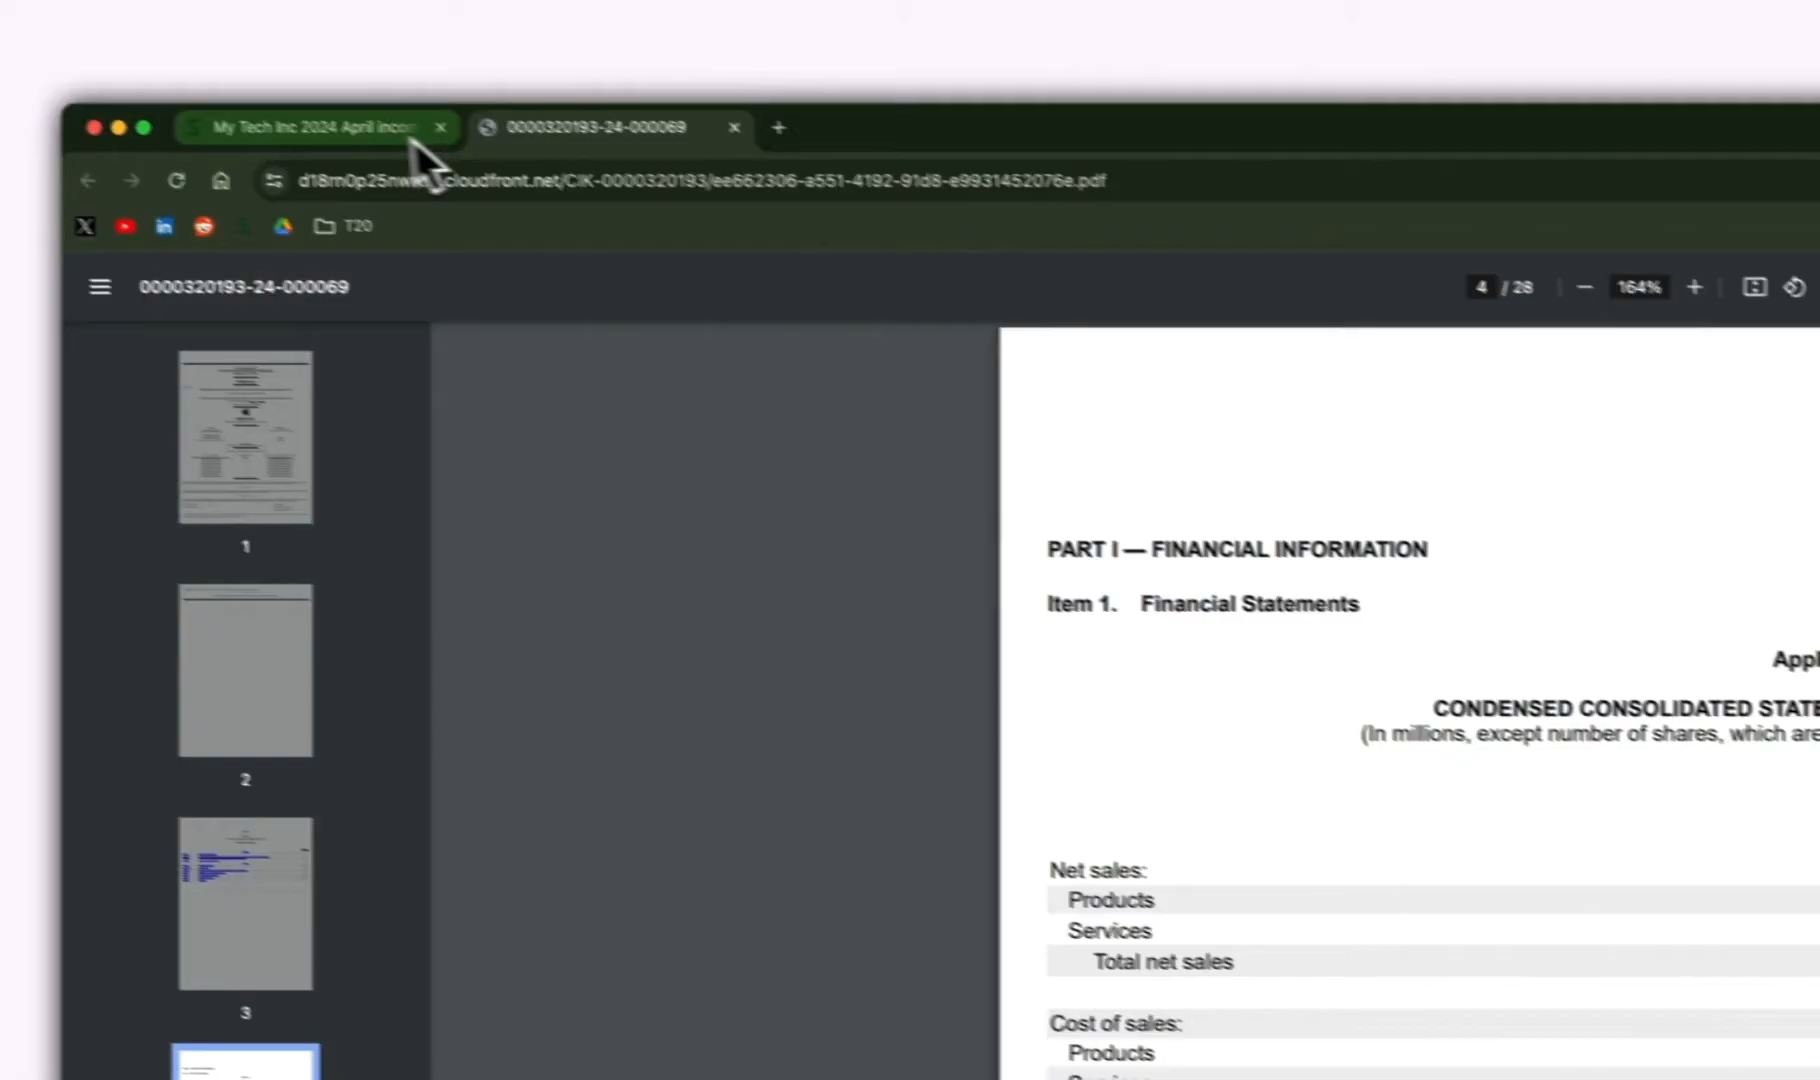 My Tech Inc 2024 April
0000320193-24-000069
cloudfront.net/CIK-0000320193/ee662306-a551-4192-91d8-e9931452076e.pdf
T20
0000320193-24-000069
4 / 28
164%
1
2
3
PART I — FINANCIAL INFORMATION
Item 1. Financial Statements
Appl
CONDENSED CONSOLIDATED STATE
(In millions, except number of shares, which are
Net sales:
Products
Services
Total net sales
Cost of sales:
Products